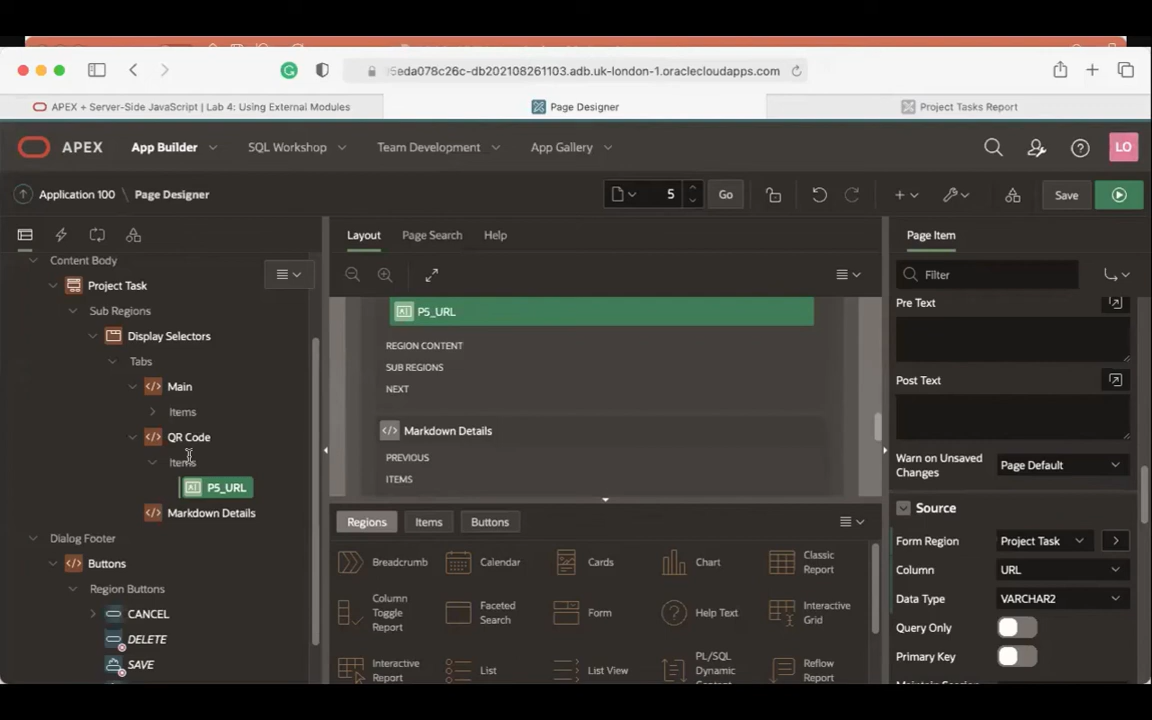 5eda078c26c-db202108261103.adb.uk-london-1.oraclecloudapps.com
APEX + Server-Side JavaScript | Lab 4: Using External Modules
Page Designer
Project Tasks Report
APEX
App Builder
SQL Workshop
Team Development
App Gallery
LO
Application 100
\
Page Designer
5
Go
Save
Layout
Page Search
Help
Page Item
Filter
Content Body
Project Task
Sub Regions
Display Selectors
Tabs
Main
Items
QR Code
Items
P5_URL
Markdown Details
Dialog Footer
Buttons
Region Buttons
CANCEL
DELETE
SAVE
P5_URL
REGION CONTENT
SUB REGIONS
NEXT
Markdown Details
PREVIOUS
ITEMS
Regions
Items
Buttons
Breadcrumb
Calendar
Cards
Chart
Classic
Report
Column
Toggle
Report
Faceted
Search
Form
Help Text
Interactive
Grid
Interactive
Report
List
List View
PL/SQL
Dynamic
Reflow
Report
Pre Text
Post Text
Warn on Unsaved
Changes
Page Default
Source
Form Region
Project Task
Column
URL
Data Type
VARCHAR2
Query Only
Primary Key